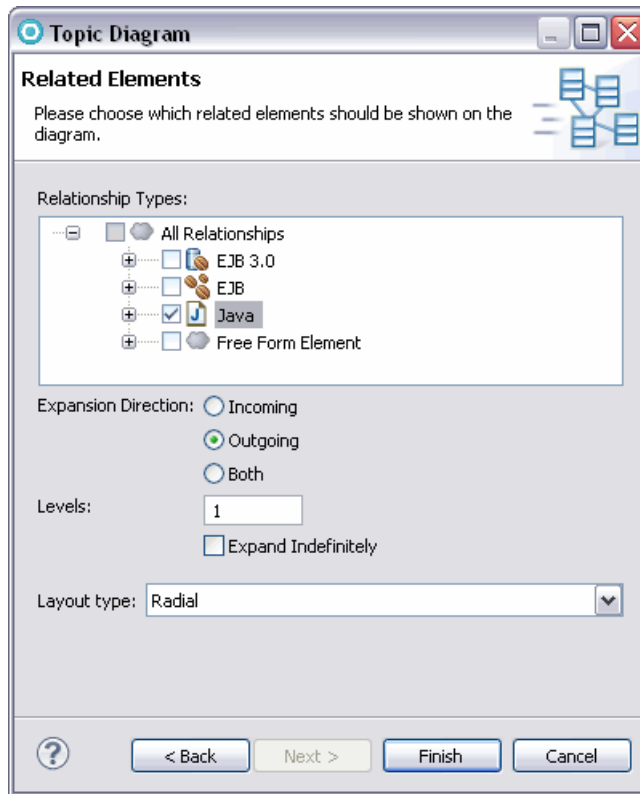 Topic Diagram
Related Elements
Please choose which related elements should be shown on the
diagram.
Relationship Types:
All Relationships
EJB 3.0
EJB
Java
Free Form Element
Expansion Direction:
Incoming
Outgoing
Both
Levels:
1
Expand Indefinitely
Layout type:
Radial
?
< Back
Next >
Finish
Cancel